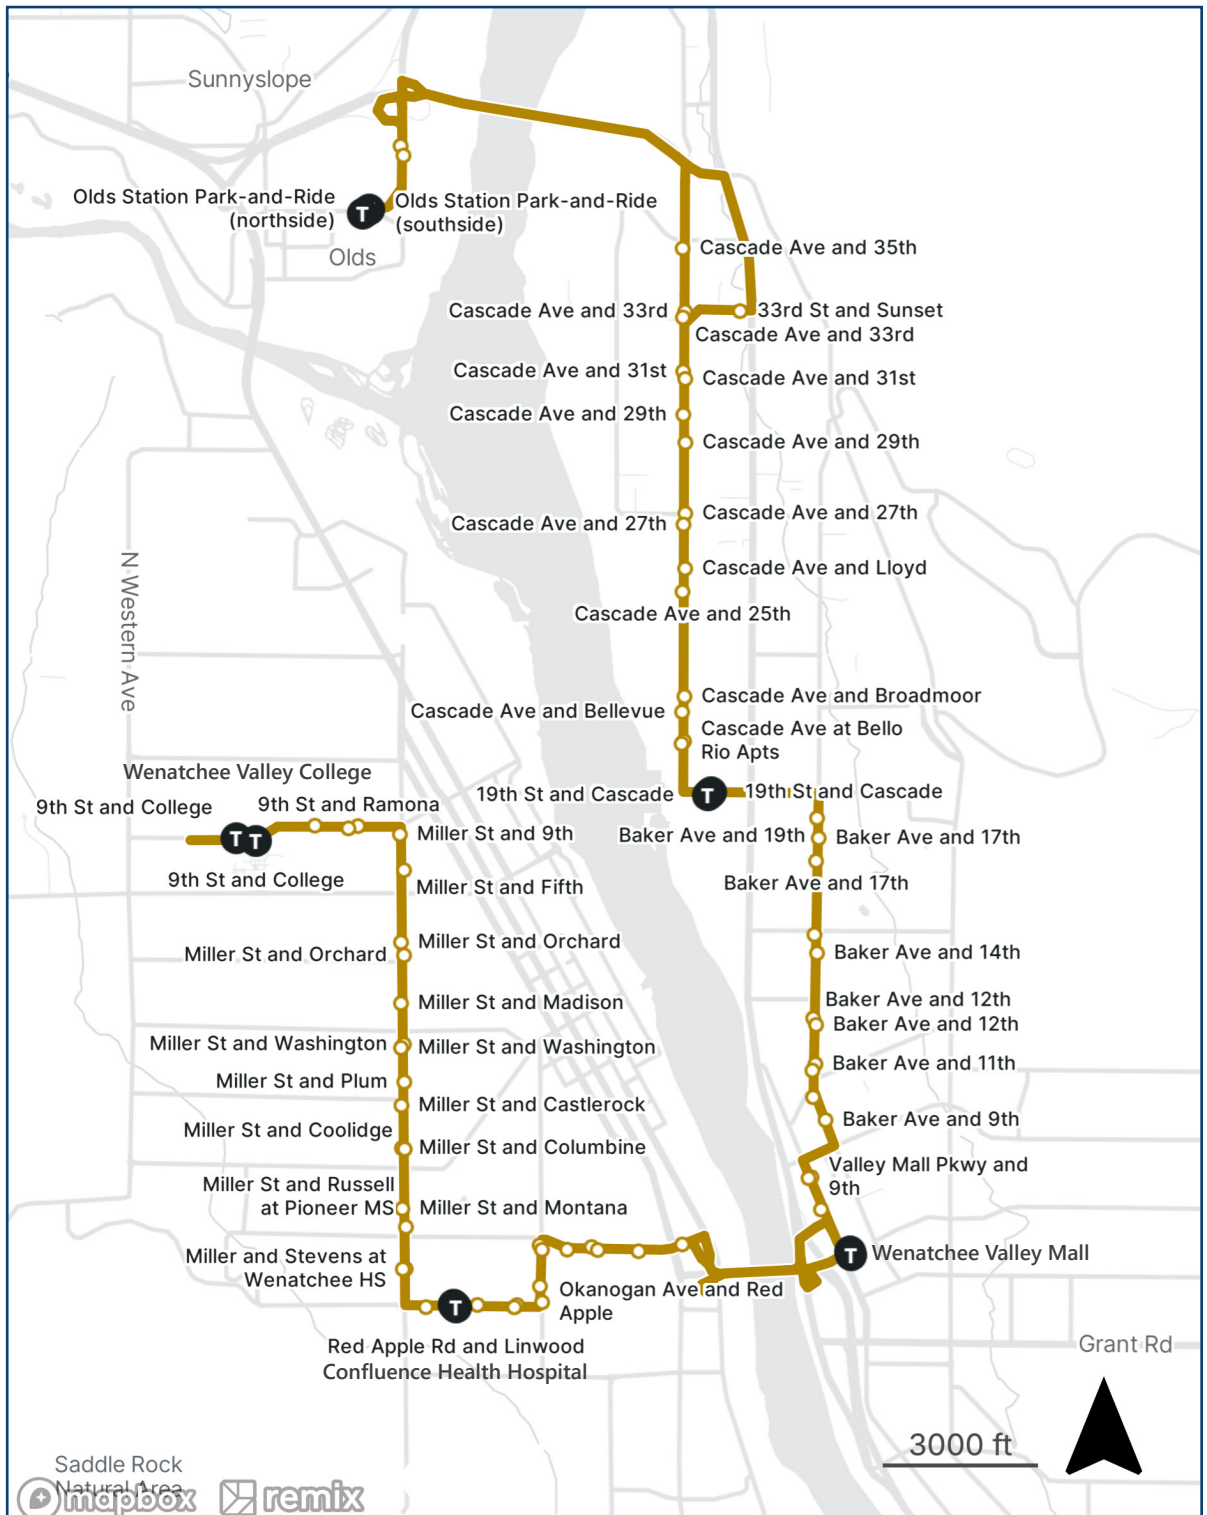 Sunnyslope
Olds Station Park-and-Ride
(northside)
Olds Station Park-and-Ride
(southside)
T
Olds
Cascade Ave and 35th
Cascade Ave and 33rd
33rd St and Sunset
Cascade Ave and 33rd
Cascade Ave and 31st
Cascade Ave and 31st
Cascade Ave and 29th
Cascade Ave and 29th
Cascade Ave and 27th
Cascade Ave and 27th
Cascade Ave and Lloyd
Cascade Ave and 25th
N Western Ave
Cascade Ave and Broadmoor
Cascade Ave and Bellevue
Cascade Ave at Bello
Rio Apts
Wenatchee Valley College
19th St and Cascade
T
19th St and Cascade
9th St and College
9th St and Ramona
T
T
Miller St and 9th
Baker Ave and 19th
Baker Ave and 17th
9th St and College
Miller St and Fifth
Baker Ave and 17th
Miller St and Orchard
Miller St and Orchard
Baker Ave and 14th
Miller St and Madison
Baker Ave and 12th
Baker Ave and 12th
Miller St and Washington
Miller St and Washington
Baker Ave and 11th
Miller St and Plum
Miller St and Castlerock
Baker Ave and 9th
Miller St and Coolidge
Miller St and Columbine
Valley Mall Pkwy and
9th
Miller St and Russell
at Pioneer MS
Miller St and Montana
Miller and Stevens at
Wenatchee HS
T
Wenatchee Valley Mall
Okanogan Ave and Red
Apple
T
Red Apple Rd and Linwood
Confluence Health Hospital
Grant Rd
3000 ft
Saddle Rock
Natural Area
mapbox
remix